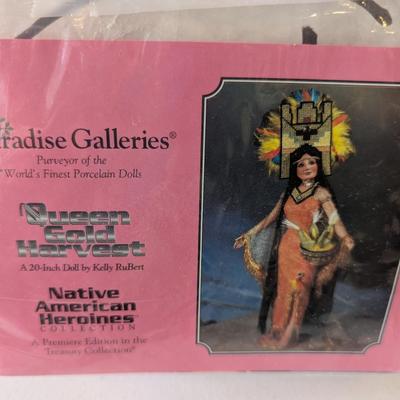 radise Galleries®
Purveyor of the
"World's Finest Porcelain Dolls
Queen
Gold
Harvest
A 20-Inch Doll by Kelly RuBert
Native
American
Heroines™
COLLECTION
A Premiere Edition in the
Treasury Collection®